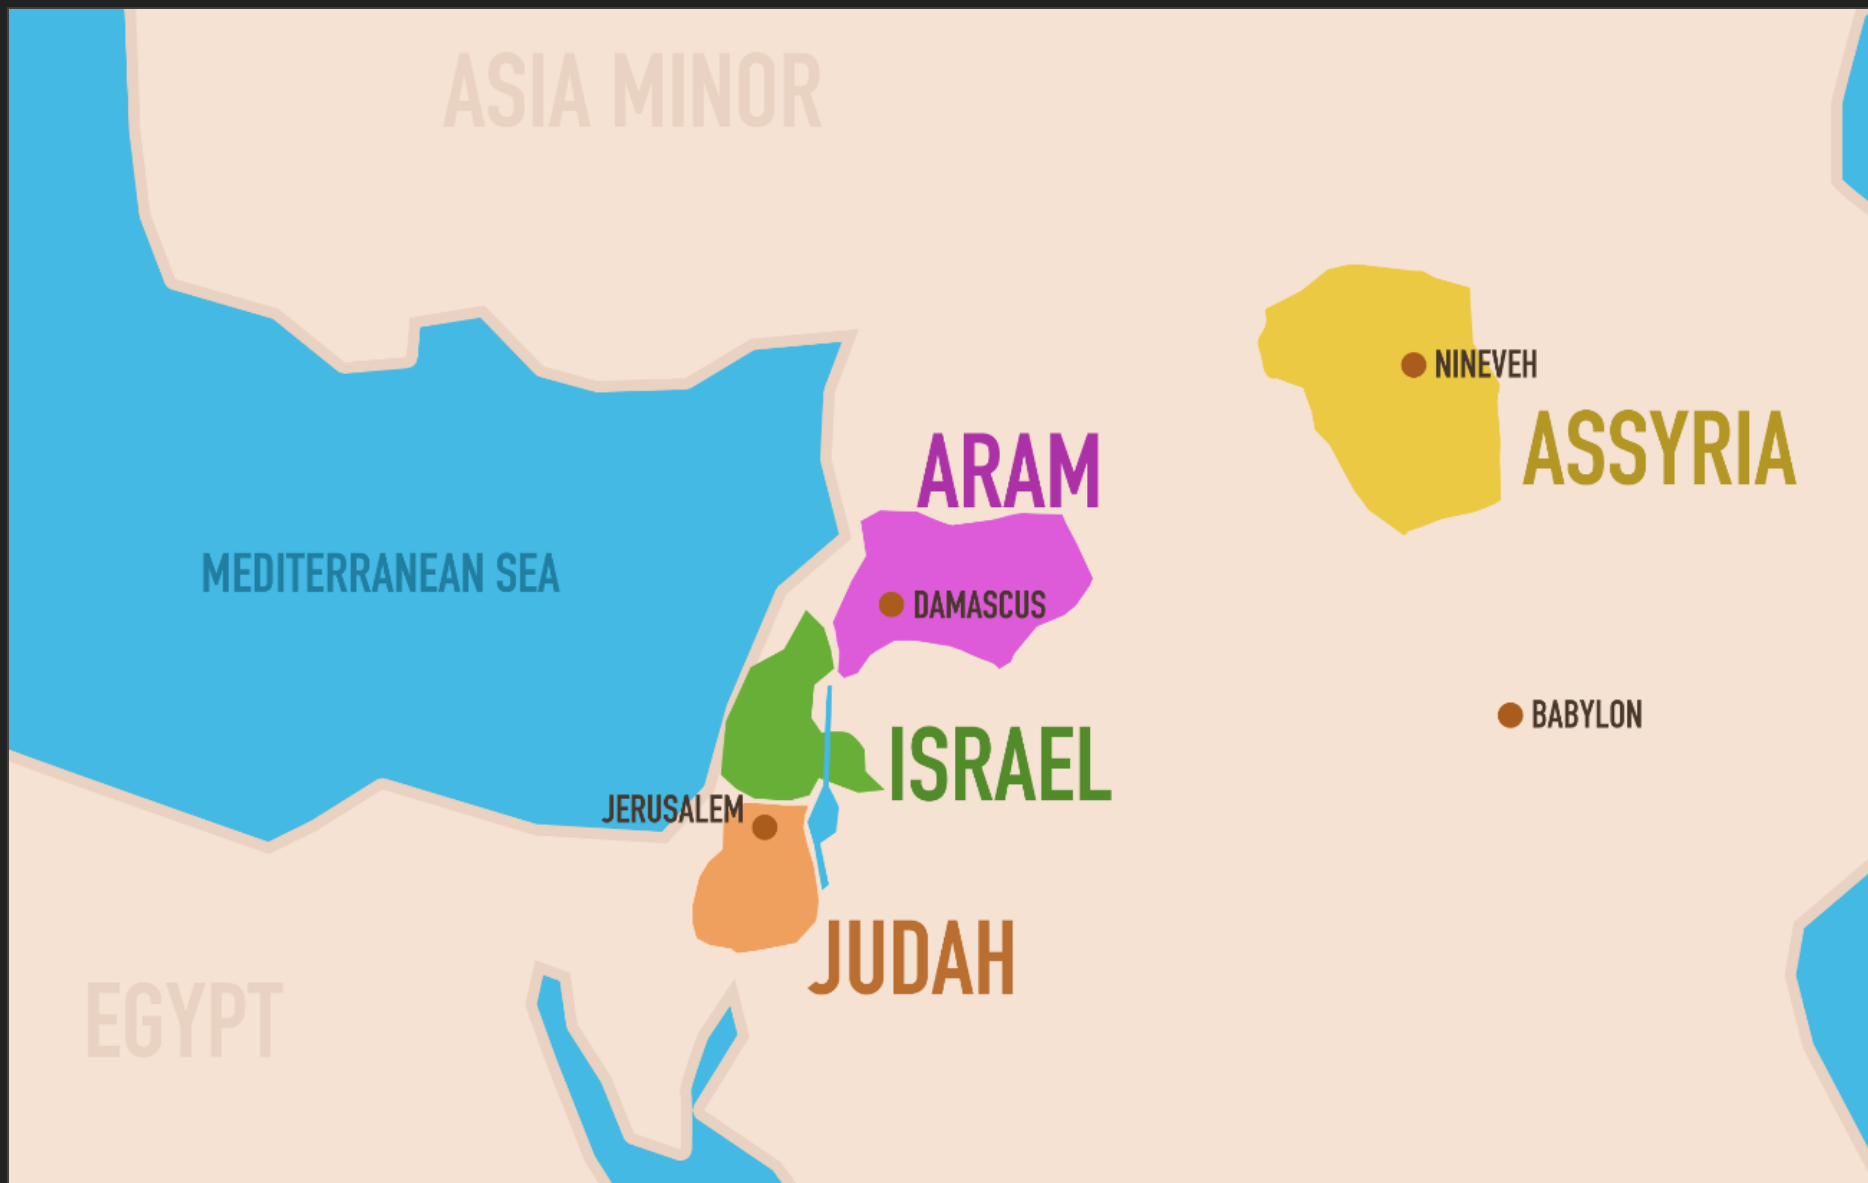 ASIA MINOR
NINEVEH
ASSYRIA
ARAM
MEDITERRANEAN SEA
DAMASCUS
BABYLON
ISRAEL
JERUSALEM
JUDAH
EGYPT